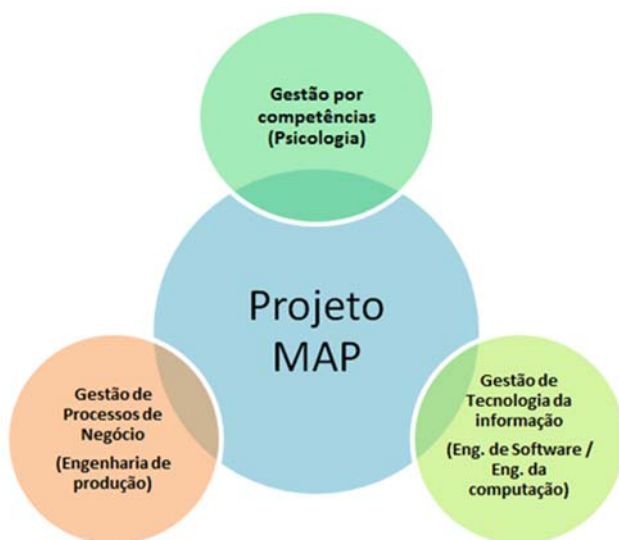 Gestão por
competências
(Psicologia)
Projeto
MAP
Gestão de
Processos de
Negócio
(Engenharia de
produção)
Gestão de
Tecnologia da
informação
(Eng. de Software /
Eng. da
computação)